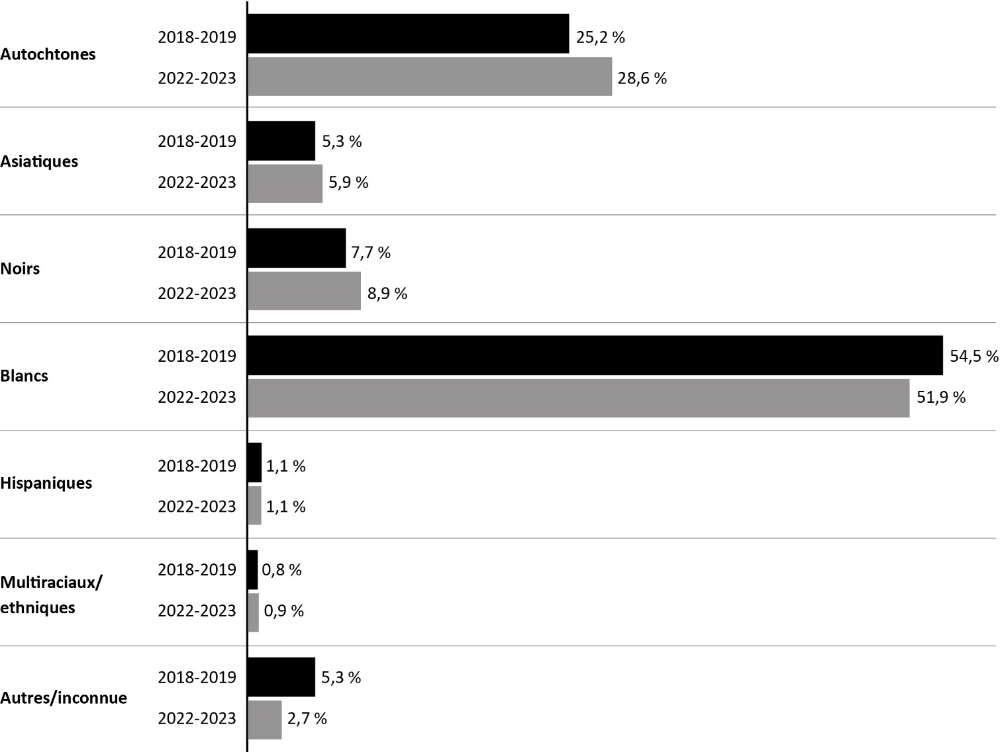 Autochtones
2018-2019 25,2 %
2022-2023 28,6 %
Asiatiques
2018-2019 5,3 %
2022-2023 5,9 %
Noirs
2018-2019 7,7 %
2022-2023 8,9 %
Blancs
2018-2019 54,5 %
2022-2023 51,9 %
Hispaniques
2018-2019 1,1 %
2022-2023 1,1 %
Multiraciaux/
ethniques
2018-2019 0,8 %
2022-2023 0,9 %
Autres/inconnue
2018-2019 5,3 %
2022-2023 2,7 %